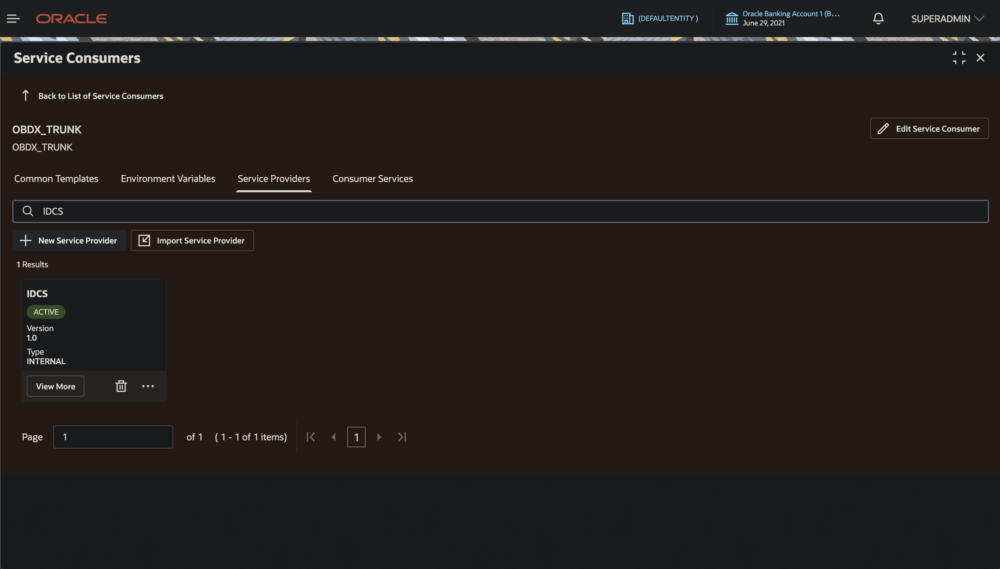 ORACLE
(DEFAULTENTITY )
Oracle Banking Account 1 (B...
June 29, 2021
SUPERADMIN
Service Consumers
Back to List of Service Consumers
OBDX_TRUNK
Edit Service Consumer
OBDX_TRUNK
Common Templates
Environment Variables
Service Providers
Consumer Services
IDCS
New Service Provider
Import Service Provider
1 Results
IDCS
ACTIVE
Version
1.0
Type
INTERNAL
View More
Page 1 of 1 ( 1 - 1 of 1 items) 1